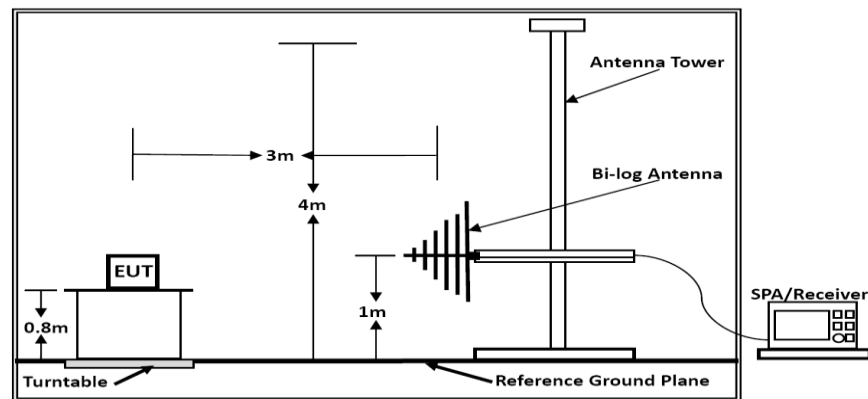 Antenna Tower
3m
Bi-log Antenna
4m
EUT
SPA/Receiver
0.8m
1m
Turntable
Reference Ground Plane